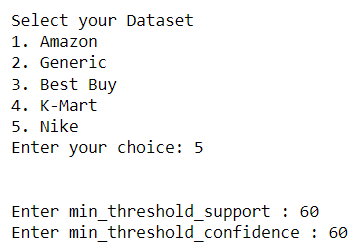 Select your Dataset
1. Amazon
2. Generic
3. Best Buy
4. K-Mart
5. Nike
Enter your choice: 5
Enter min_threshold_support : 60
Enter min_threshold_confidence : 60